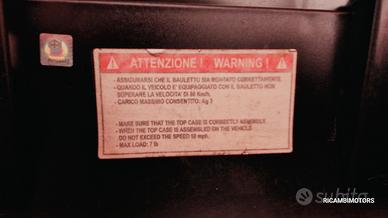 ATTENZIONE ! WARNING !
- ASSICURARSI CHE IL BAULETTO SIA MONTATO CORRETTAMENTE.
- QUANDO IL VEICOLO E' EQUIPAGGIATO CON IL BAULETTO NON
SUPERARE LA VELOCITA' DI 80 Km/h.
- CARICO MASSIMO CONSENTITO: Kg 3
- MAKE SURE THAT THE TOP CASE IS CORRECTLY ASSEMBLY.
- WHEN THE TOP CASE IS ASSEMBLED ON THE VEHICLE
DO NOT EXCEED THE SPEED 50 mph.
- MAX LOAD: 7 lb
subito
RICAMBIMOTORS